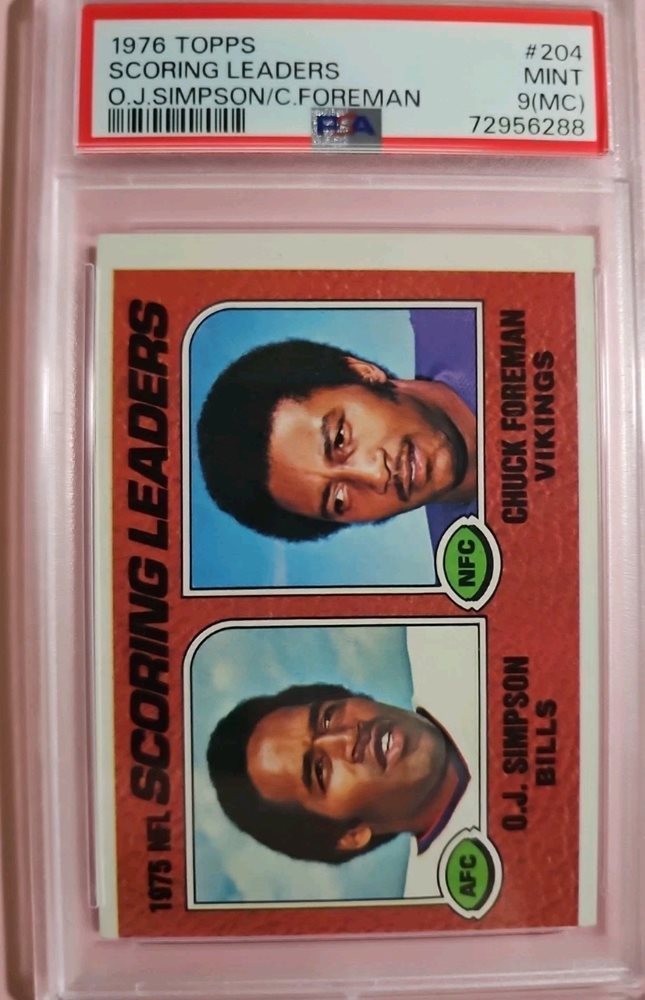 1976 TOPPS #204
SCORING LEADERS MINT
O.J.SIMPSON/C.FOREMAN 9(MC)
PSA 72956288
1975 NFL SCORING LEADERS
AFC
O.J. SIMPSON
BILLS
NFC
CHUCK FOREMAN
VIKINGS